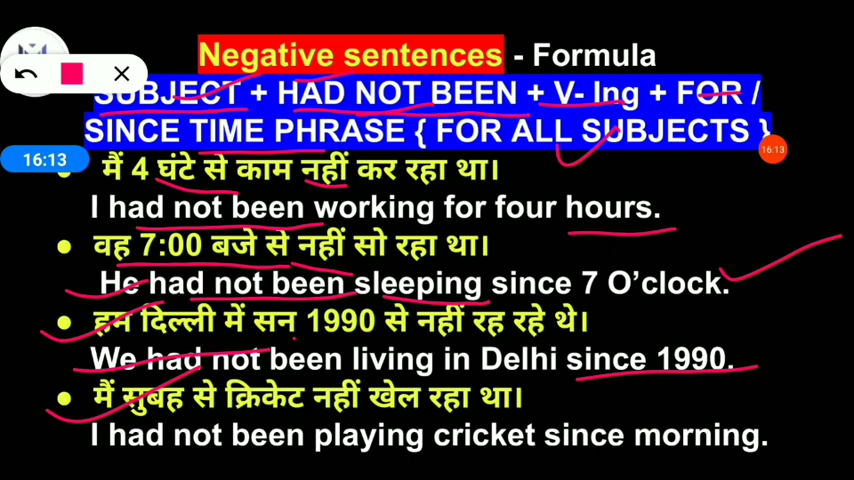 Negative sentences - Formula
SUBJECT + HAD NOT BEEN + V- Ing + FOR /
SINCE TIME PHRASE { FOR ALL SUBJECTS }
16:13
16:13
मैं 4 घंटे से काम नहीं कर रहा था।
I had not been working for four hours.
वह 7:00 बजे से नहीं सो रहा था।
He had not been sleeping since 7 O’clock.
हम दिल्ली में सन 1990 से नहीं रह रहे थे।
We had not been living in Delhi since 1990.
मैं सुबह से क्रिकेट नहीं खेल रहा था।
I had not been playing cricket since morning.